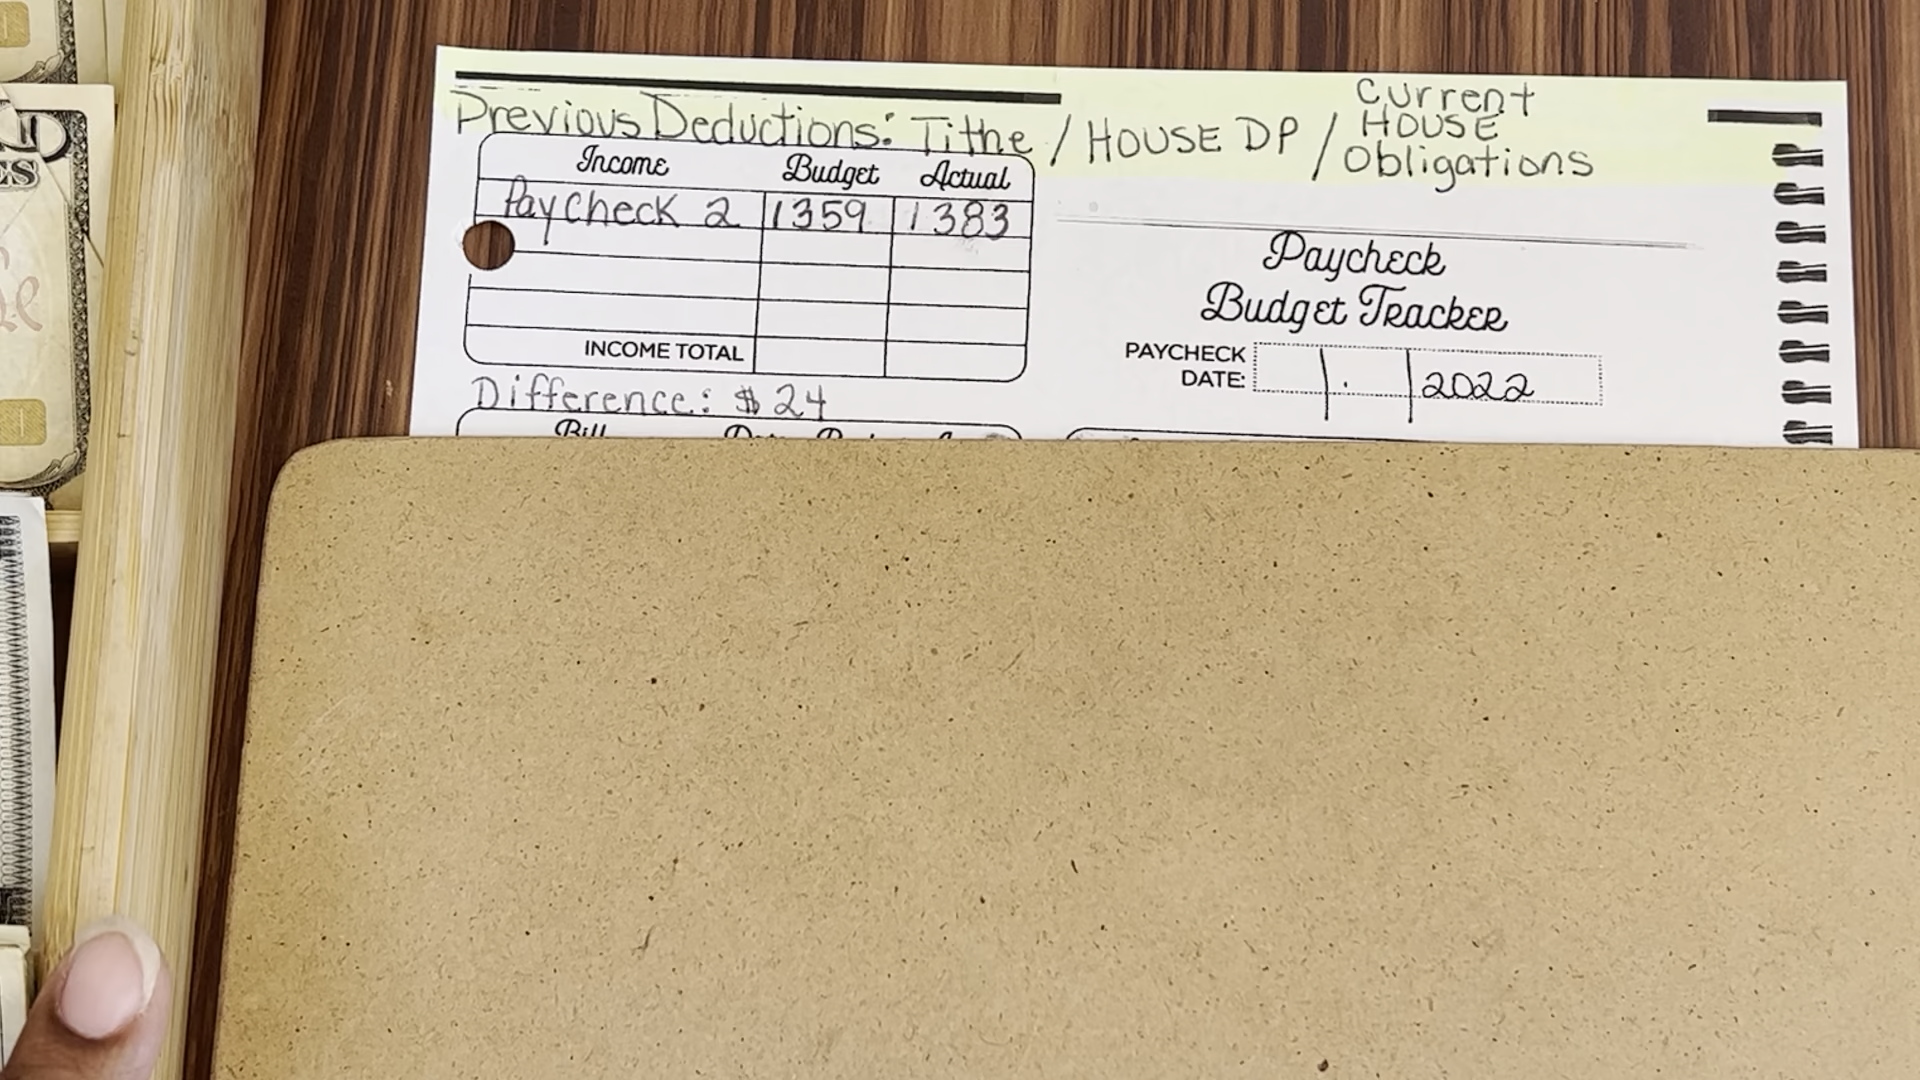 Previous Deductions: Tithe / HOUSE DP / Current HOUSE Obligations
Income Budget Actual
Paycheck 2 1359 1383
INCOME TOTAL
Difference: $24
Bill
Paycheck
Budget Tracker
PAYCHECK DATE: 2022